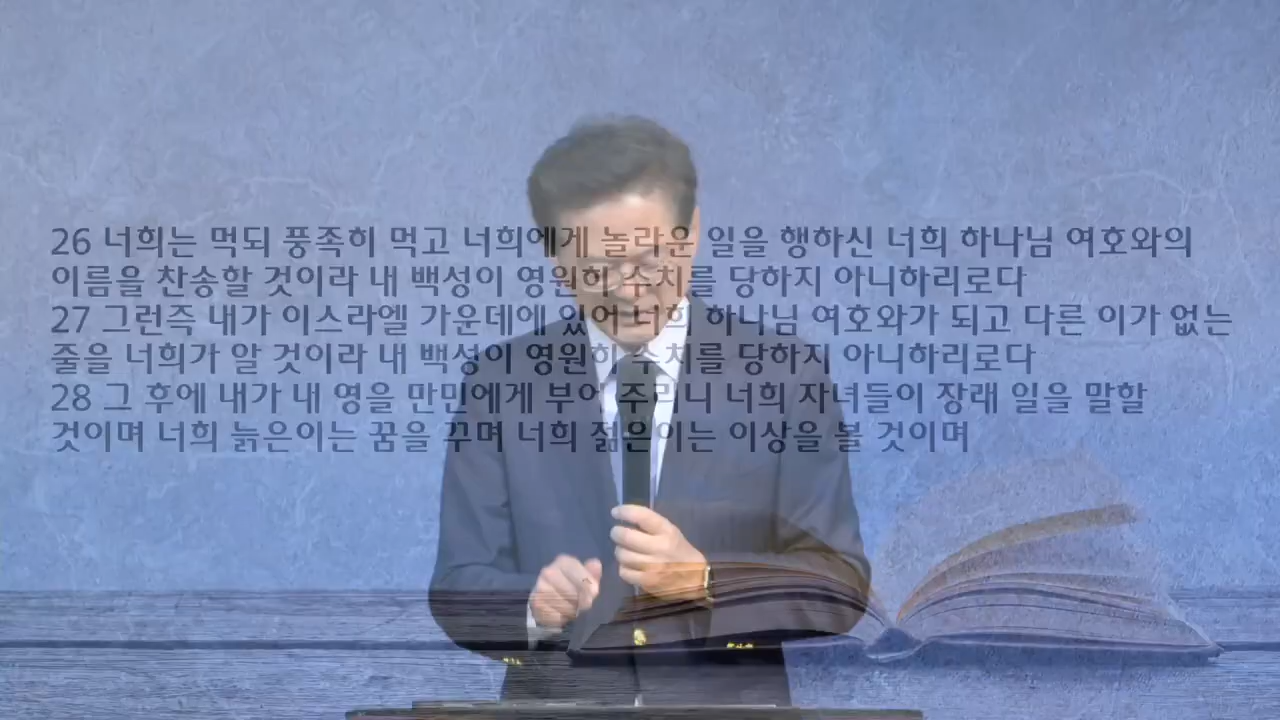 26 너희는 먹되 풍족히 먹고 너희에게 놀라운 일을 행하신 너희 하나님 여호와의
이름을 찬송할 것이라 내 백성이 영원히 수치를 당하지 아니하리로다
27 그런즉 내가 이스라엘 가운데에 있어 너희 하나님 여호와가 되고 다른 이가 없는
줄을 너희가 알 것이라 내 백성이 영원히 수치를 당하지 아니하리로다
28 그 후에 내가 내 영을 만민에게 부어 주리니 너희 자녀들이 장래 일을 말할
것이며 너희 늙은이는 꿈을 꾸며 너희 젊은이는 이상을 볼 것이며